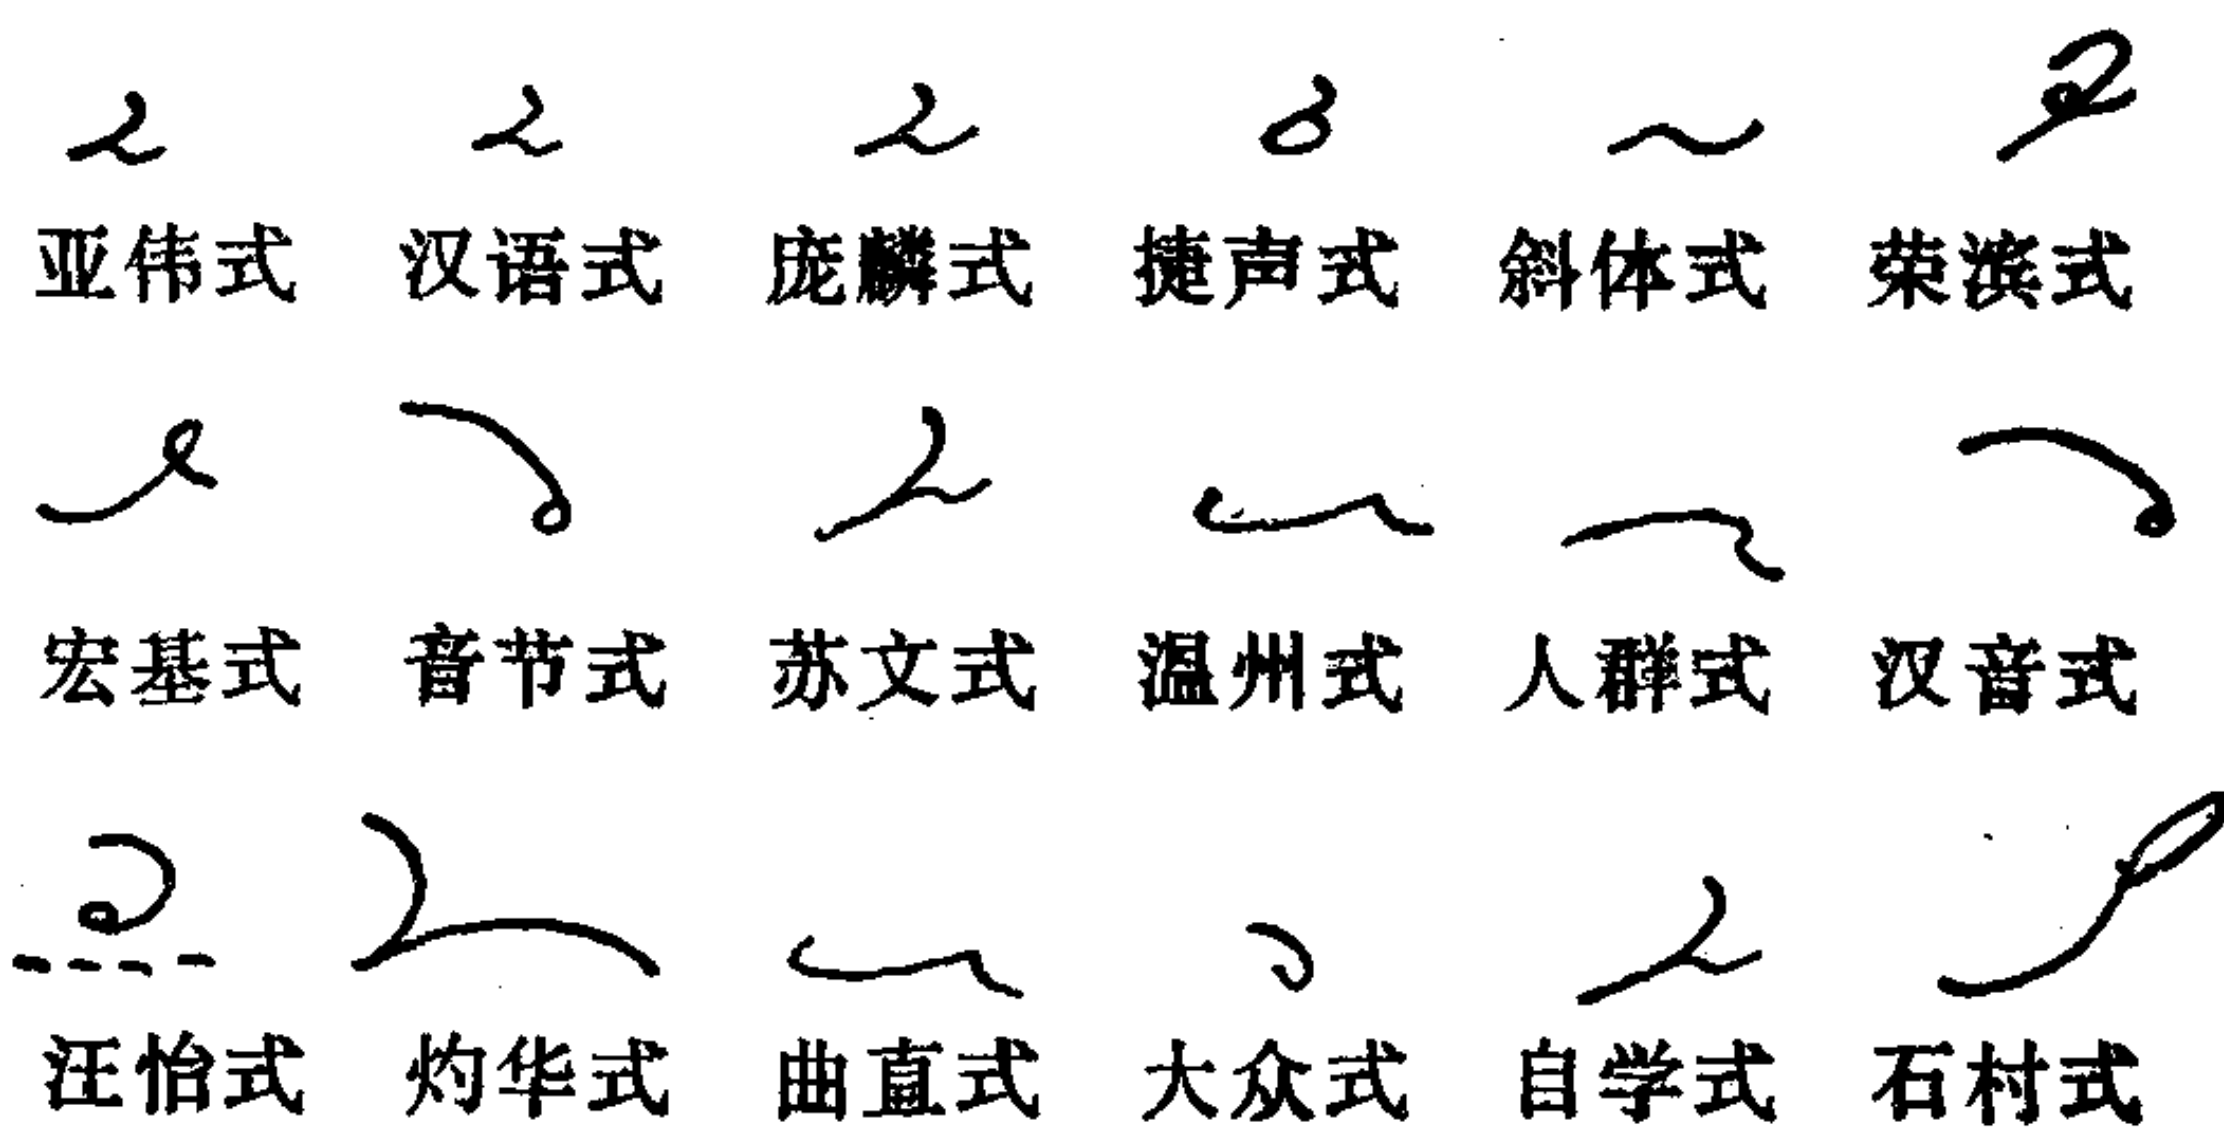 亚伟式 汉语式 庞麟式 捷声式 斜体式 荣滨式
宏基式 音节式 苏文式 温州式 人群式 汉音式
汪怡式 灼华式 曲直式 大众式 自学式 石村式